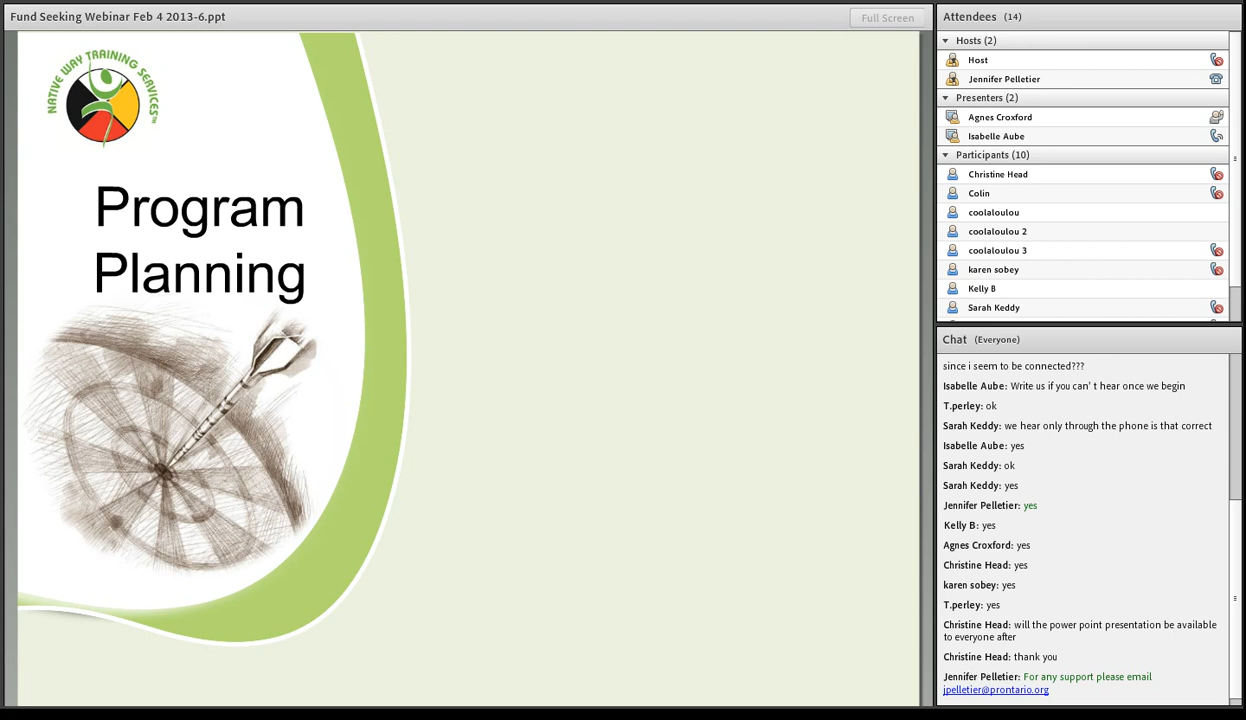 Fund Seeking Webinar Feb 4 2013-6.ppt
Full Screen
NATIVE WAY TRAINING SERVICES™
Program
Planning
Attendees (14)
Hosts (2)
Host
Jennifer Pelletier
Presenters (2)
Agnes Croxford
Isabelle Aube
Participants (10)
Christine Head
Colin
coolaloulou
coolaloulou 2
coolaloulou 3
karen sobey
Kelly B
Sarah Keddy
Chat (Everyone)
since i seem to be connected???
Isabelle Aube: Write us if you can' t hear once we begin
T.perley: ok
Sarah Keddy: we hear only through the phone is that correct
Isabelle Aube: yes
Sarah Keddy: ok
Sarah Keddy: yes
Jennifer Pelletier: yes
Kelly B: yes
Agnes Croxford: yes
Christine Head: yes
karen sobey: yes
T.perley: yes
Christine Head: will the power point presentation be available
to everyone after
Christine Head: thank you
Jennifer Pelletier: For any support please email
jpelletier@prontario.org